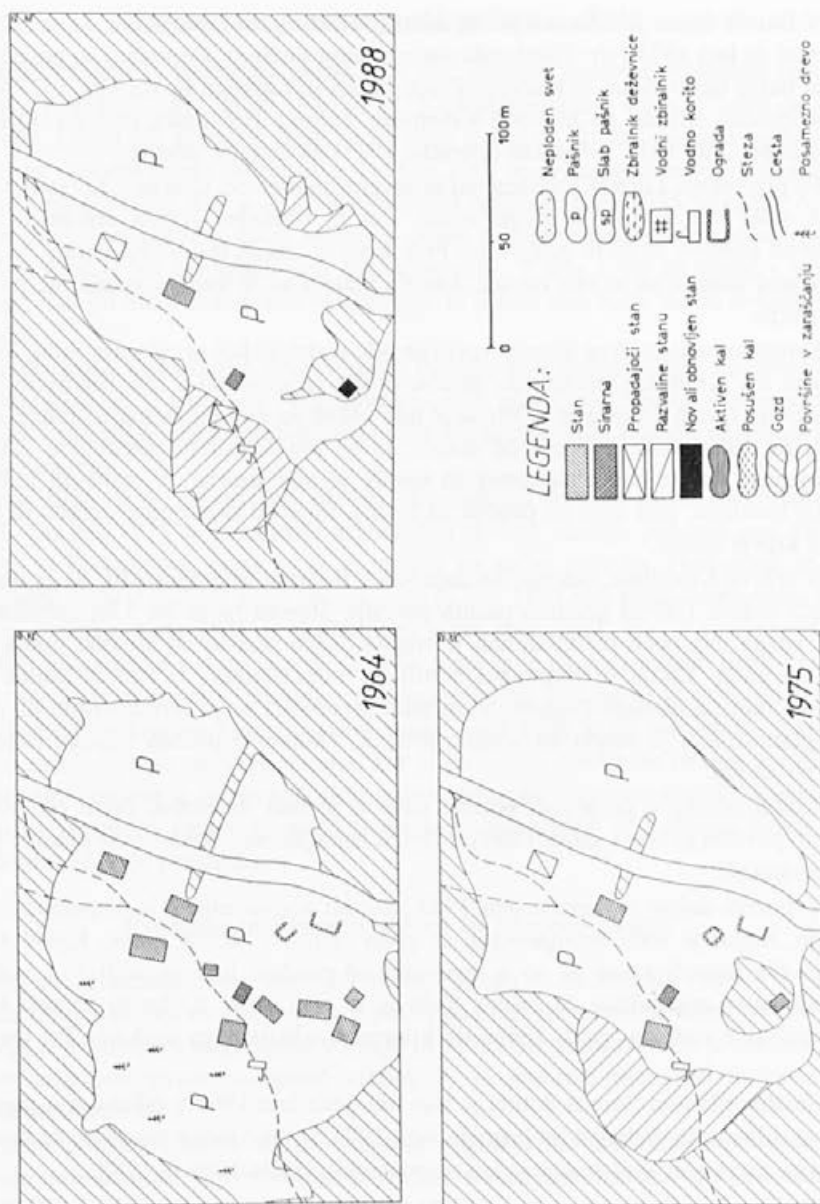 1964
p
p
p
1975
p
p
1988
p
p
LEGENDA:
0 50 100m
Stan
Sirarna
Propadajoči stan
Razvaline stanu
Nov ali obnovljen stan
Aktiven kal
Posušen kal
Gozd
Površine v zaraščanju
Neploden svet
p Pašnik
sp Slab pašnik
Zbiralnik deževnice
Vodni zbiralnik
Vodno korito
Ograda
Steza
Cesta
Posamezno drevo